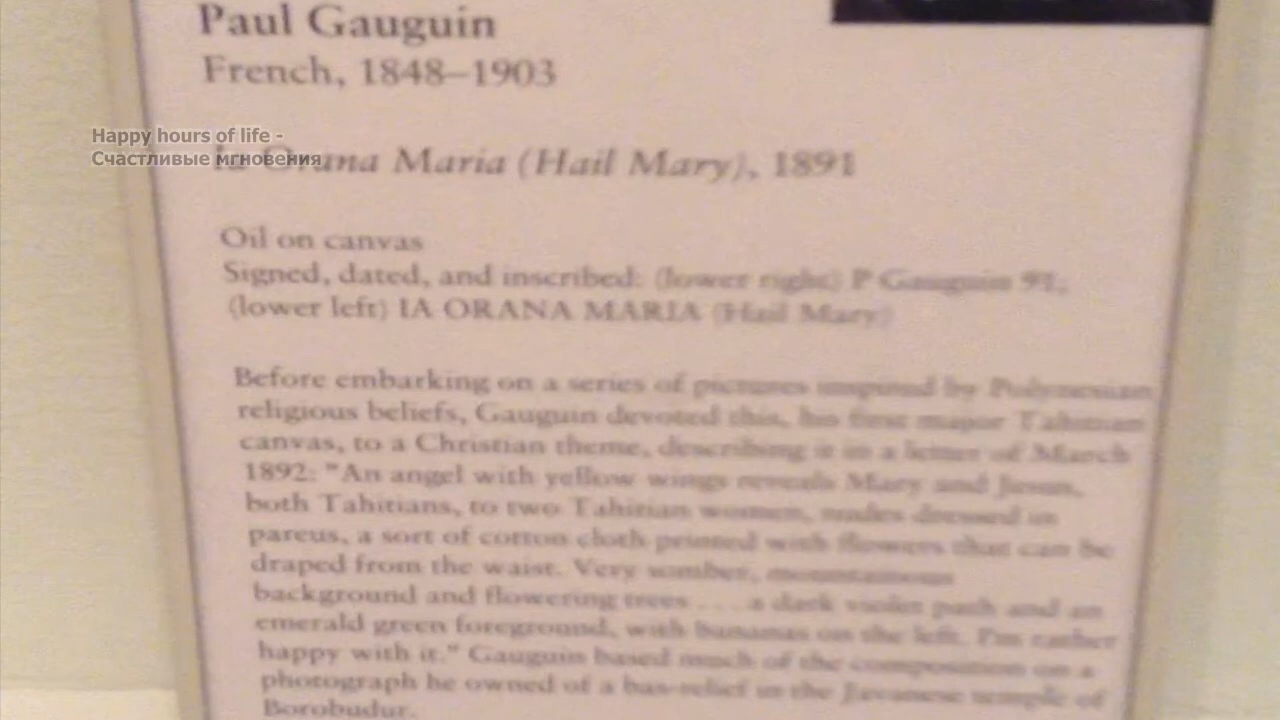 Paul Gauguin
French, 1848–1903
Happy hours of life -
Счастливые мгновения
Ia Orana Maria (Hail Mary), 1891
Oil on canvas
Signed, dated, and inscribed: (lower right) P Gauguin 91;
(lower left) IA ORANA MARIA (Hail Mary)
Before embarking on a series of pictures inspired by Polynesian
religious beliefs, Gauguin devoted this, his first major Tahitian
canvas, to a Christian theme, describing it in a letter of March
1892: "An angel with yellow wings reveals Mary and Jesus,
both Tahitians, to two Tahitian women, nudes dressed in
pareus, a sort of cotton cloth printed with flowers that can be
draped from the waist. Very somber, mountainous
background and flowering trees . . . a dark violet path and an
emerald green foreground, with bananas on the left. I'm rather
happy with it." Gauguin based much of the composition on a
photograph he owned of a bas-relief in the Javanese temple of
Borobudur.